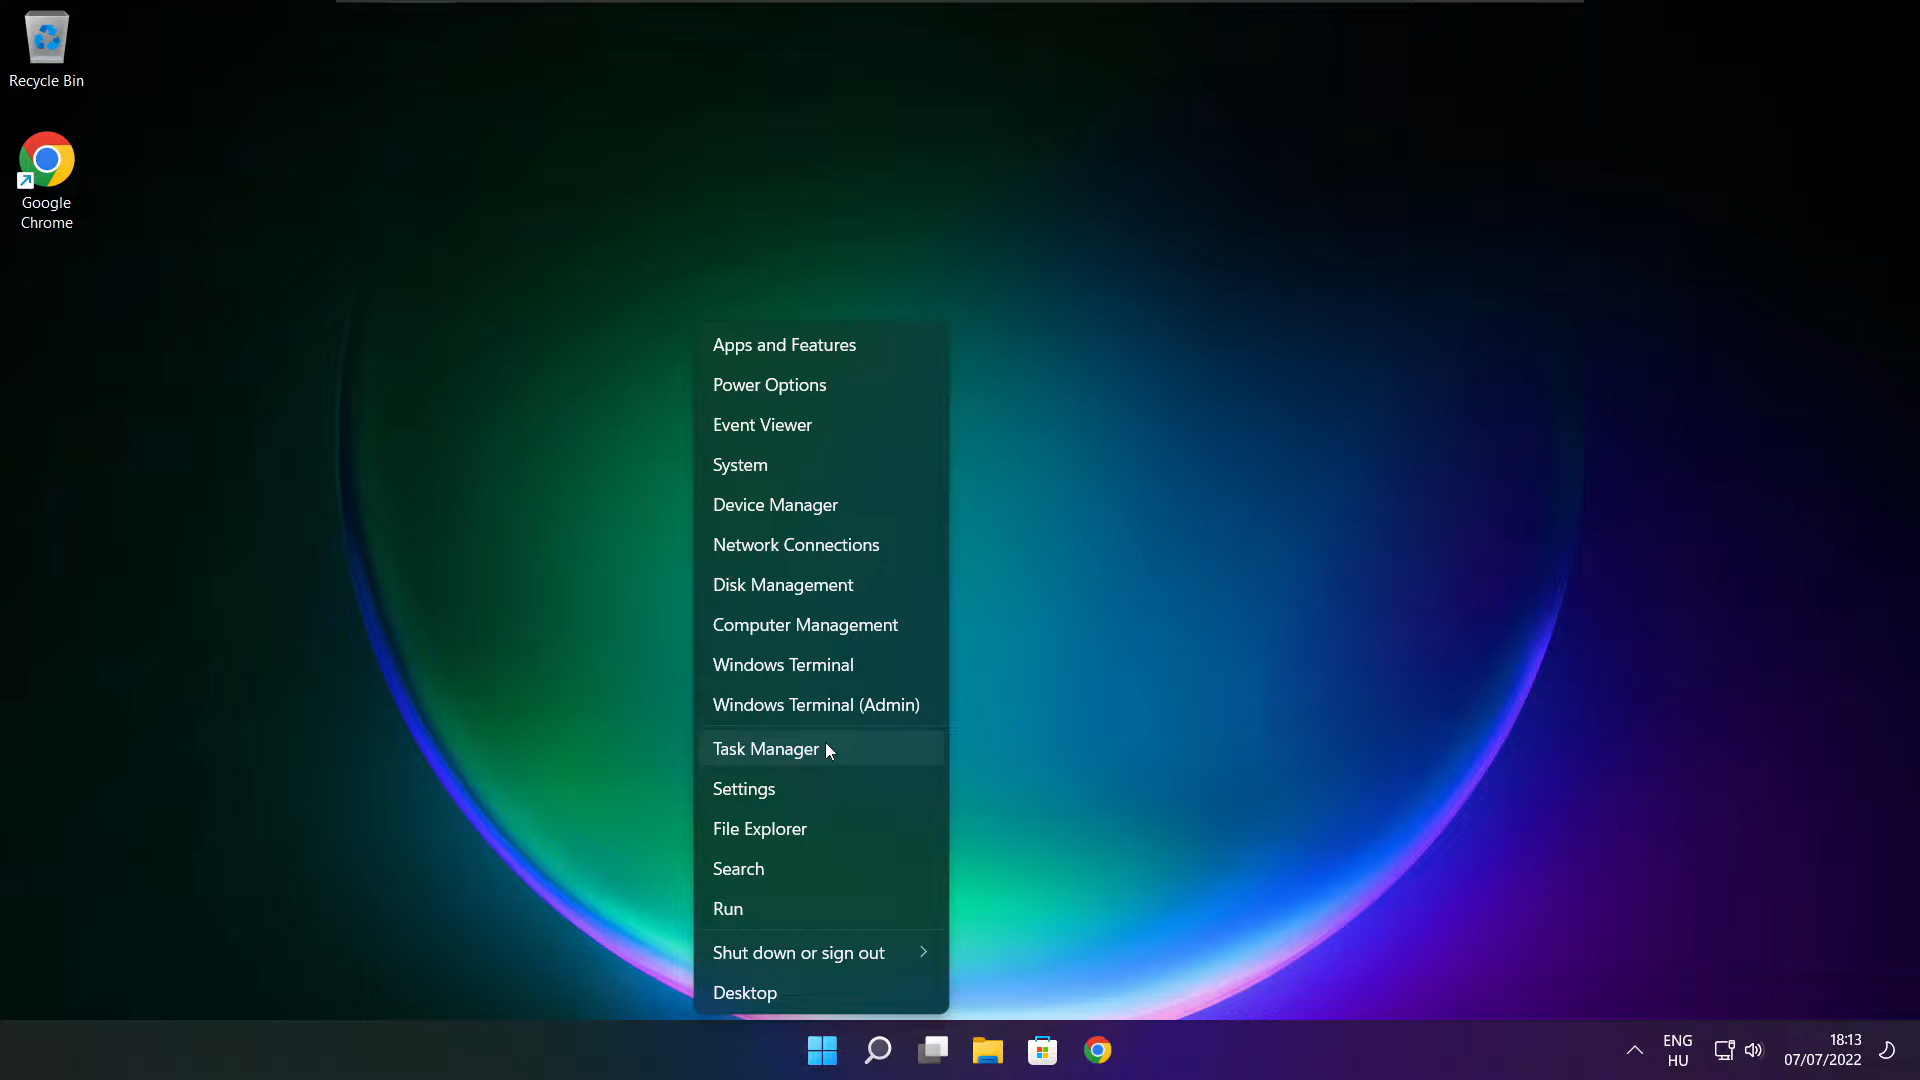 Recycle Bin
Google
Chrome
Apps and Features
Power Options
Event Viewer
System
Device Manager
Network Connections
Disk Management
Computer Management
Windows Terminal
Windows Terminal (Admin)
Task Manager
Settings
File Explorer
Search
Run
Shut down or sign out
Desktop
ENG
HU
18:13
07/07/2022